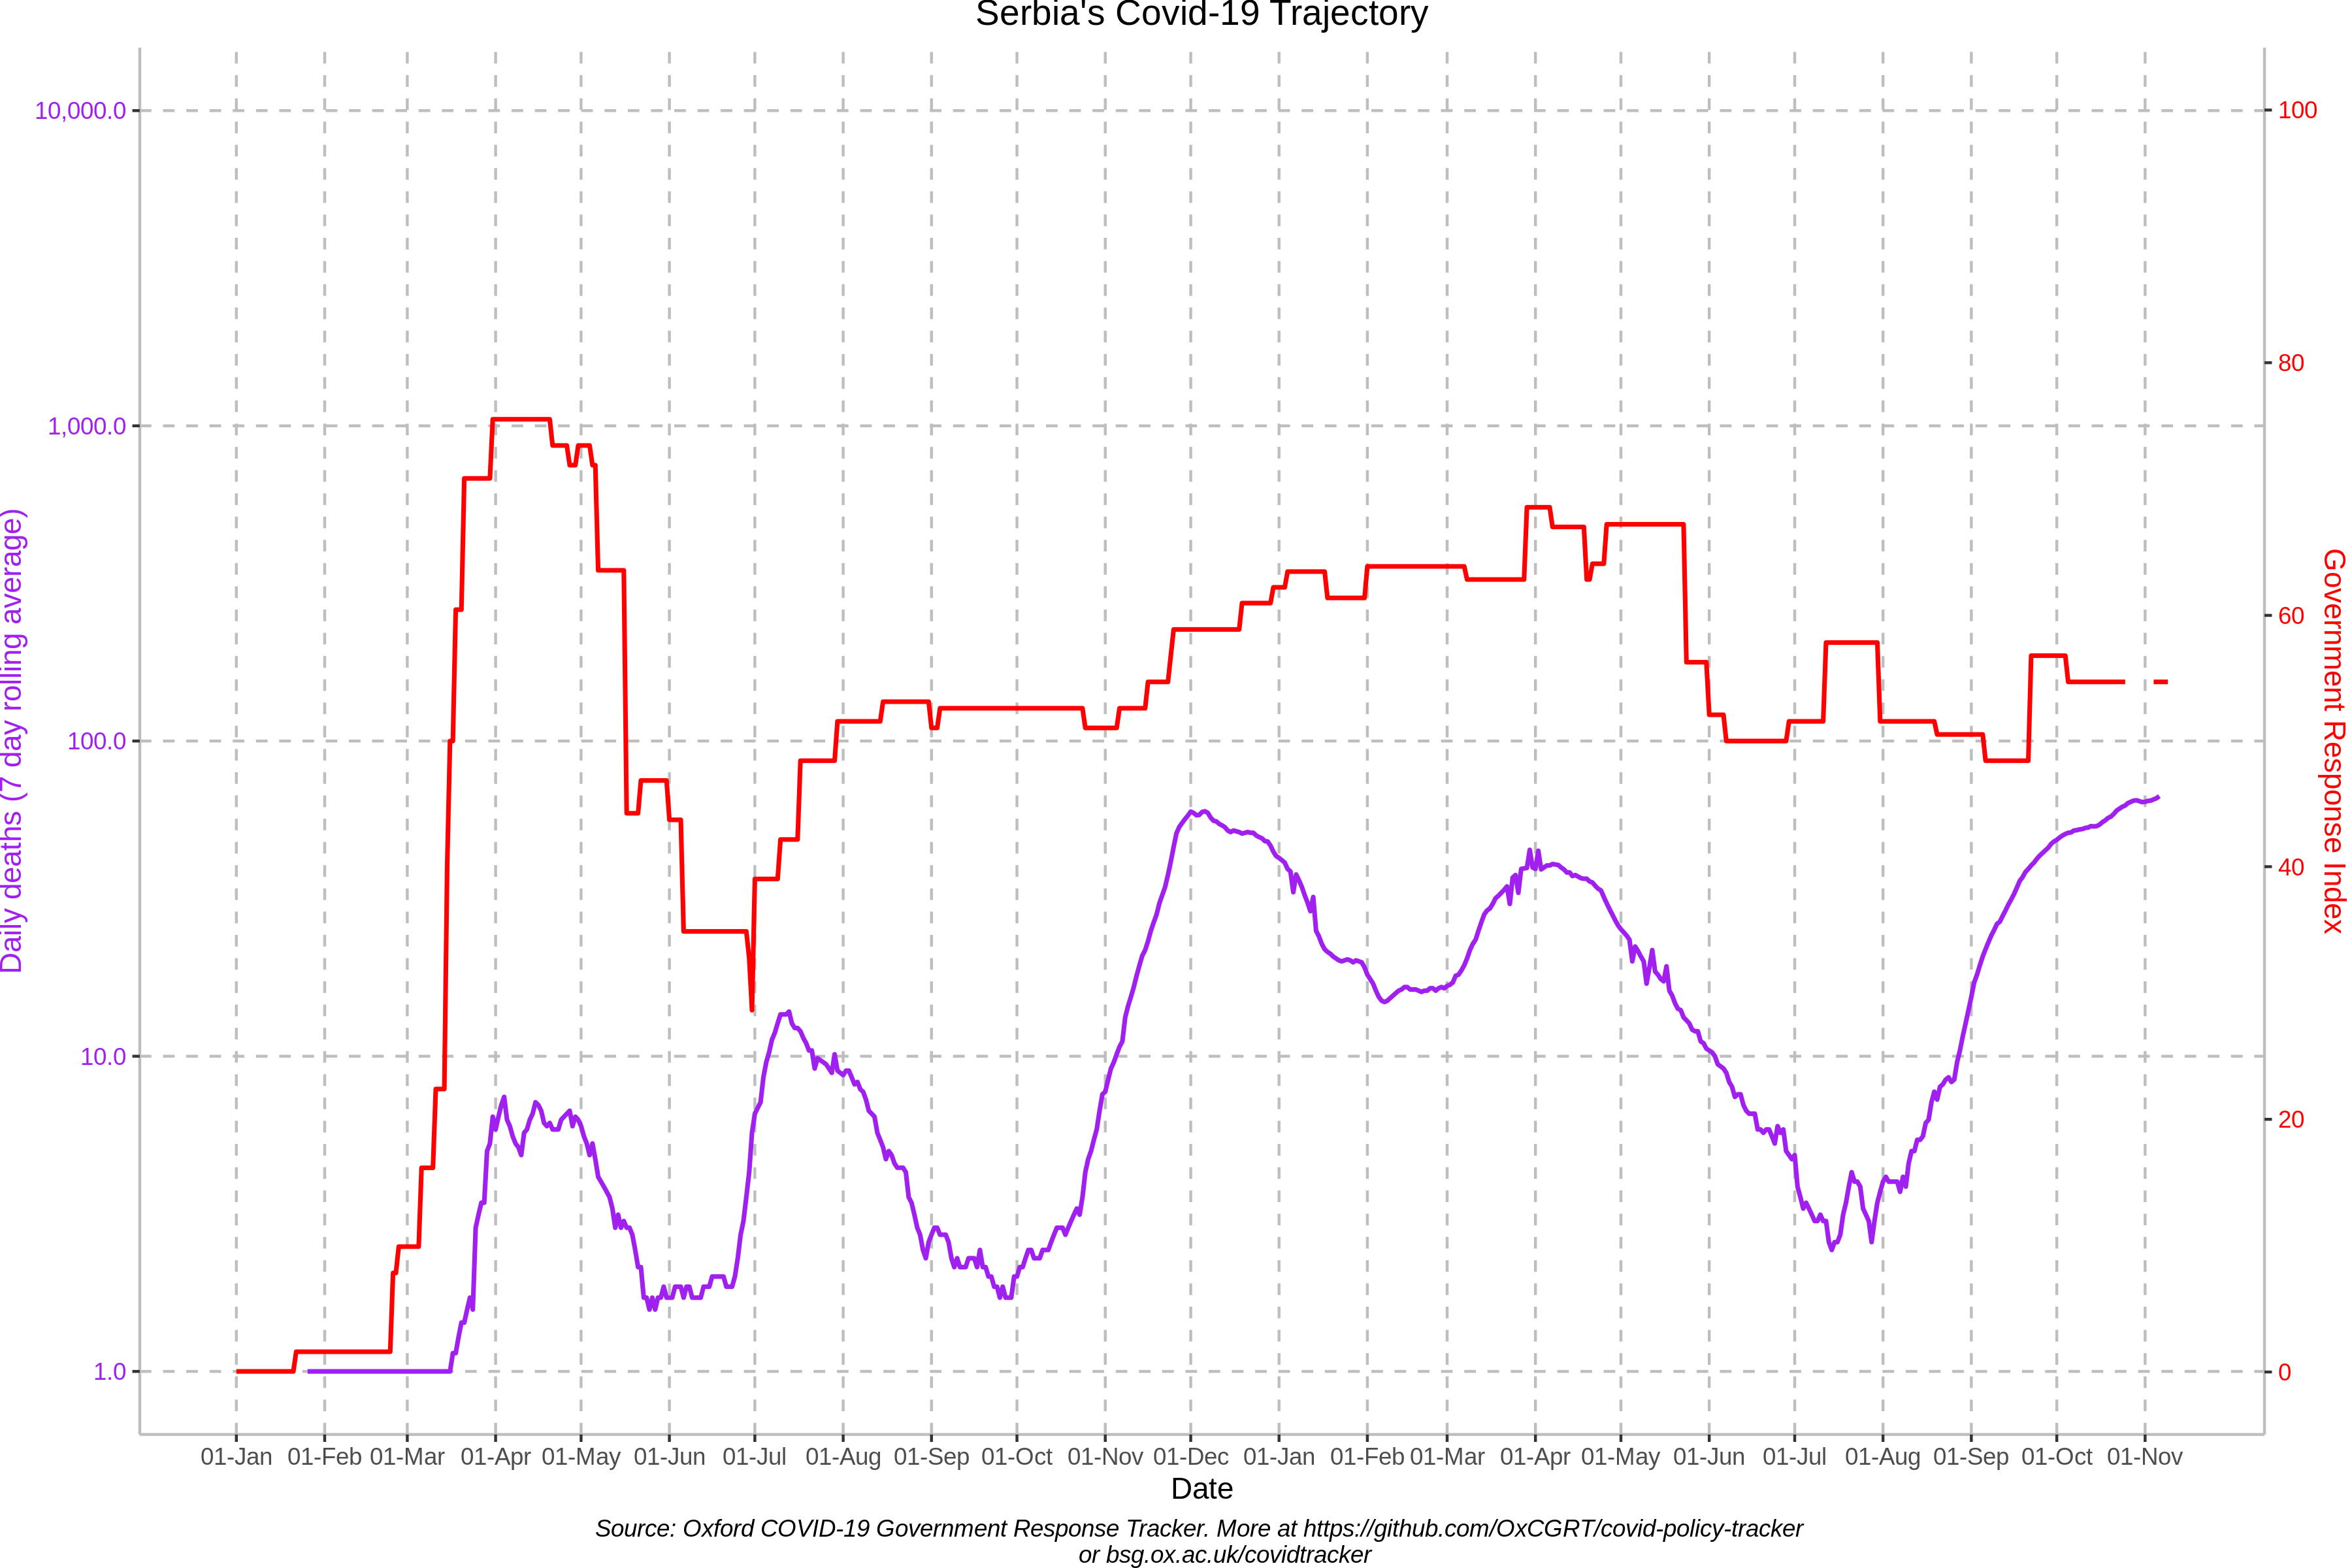 Serbia's Covid-19 Trajectory
10,000.0
1,000.0
100.0
10.0
1.0
Daily deaths (7 day rolling average)
100
80
60
40
20
0
Government Response Index
01-Jan 01-Feb 01-Mar 01-Apr 01-May 01-Jun 01-Jul 01-Aug 01-Sep 01-Oct 01-Nov 01-Dec 01-Jan 01-Feb 01-Mar 01-Apr 01-May 01-Jun 01-Jul 01-Aug 01-Sep 01-Oct 01-Nov
Date
Source: Oxford COVID-19 Government Response Tracker. More at https://github.com/OxCGRT/covid-policy-tracker
or bsg.ox.ac.uk/covidtracker